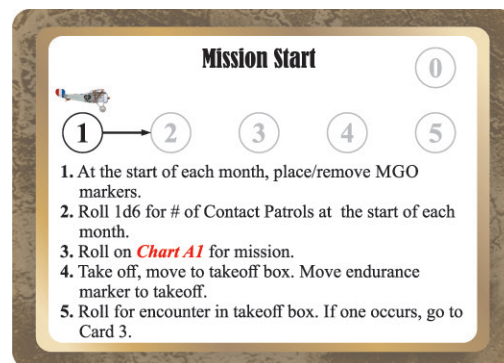 Mission Start
0
1 2 3 4 5
1. At the start of each month, place/remove MGO
markers.
2. Roll 1d6 for # of Contact Patrols at the start of each
month.
3. Roll on Chart A1 for mission.
4. Take off, move to takeoff box. Move endurance
marker to takeoff.
5. Roll for encounter in takeoff box. If one occurs, go to
Card 3.